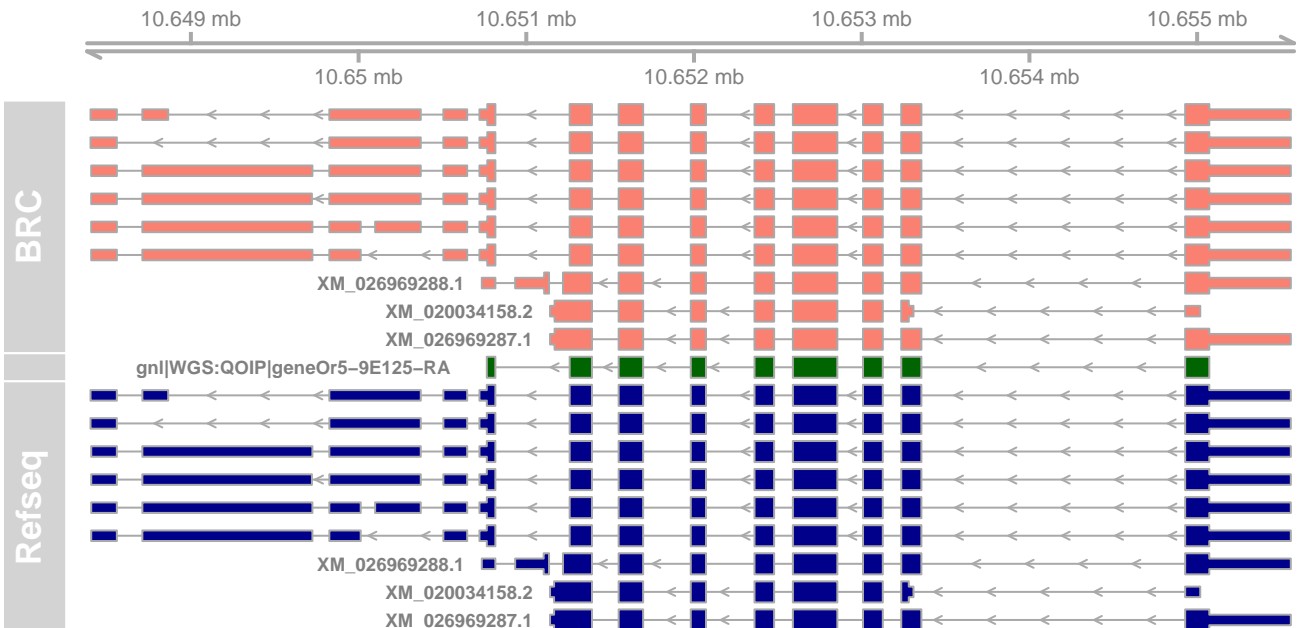 10.649 mb 10.651 mb 10.653 mb 10.655 mb
10.65 mb 10.652 mb 10.654 mb
BRC
XM_026969288.1
XM_020034158.2
XM_026969287.1
gnl|WGS:QOIP|geneOr5−9E125−RA
Refseq
XM_026969288.1
XM_020034158.2
XM_026969287.1